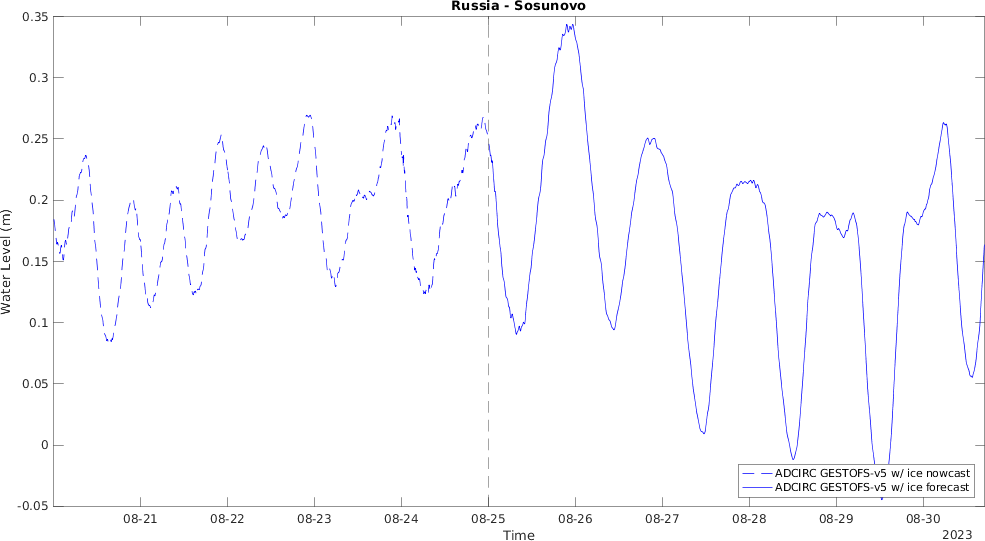 Russia - Sosunovo
0.35
0.3
0.25
0.2
0.15
0.1
0.05
0
-0.05
Water Level (m)
08-21 08-22 08-23 08-24 08-25 08-26 08-27 08-28 08-29 08-30
Time
2023
ADCIRC GESTOFS-v5 w/ ice nowcast
ADCIRC GESTOFS-v5 w/ ice forecast